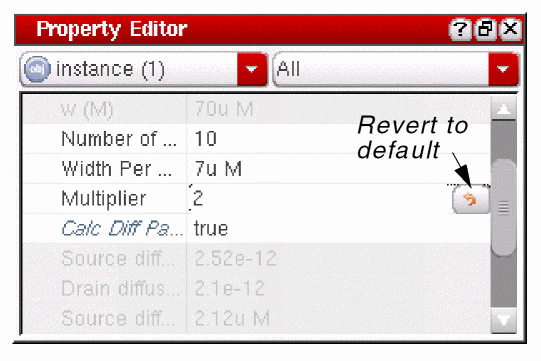 Property Editor
obj instance (1) All
w (M) 70u M
Number of ... 10
Width Per ... 7u M
Multiplier 2
Calc Diff Pa... true
Source diff... 2.52e-12
Drain diffus... 2.1e-12
Source diff... 2.12u M
Revert to
default